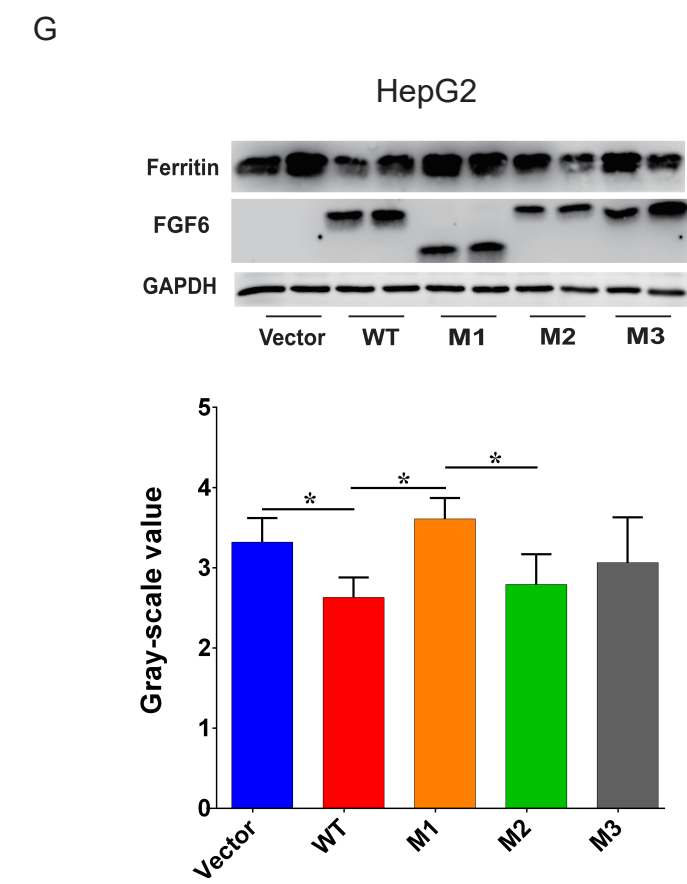 G
HepG2
Ferritin
FGF6
GAPDH
Vector WT M1 M2 M3
5
4
3
2
1
0
Gray-scale value
* * *
Vector WT M1 M2 M3